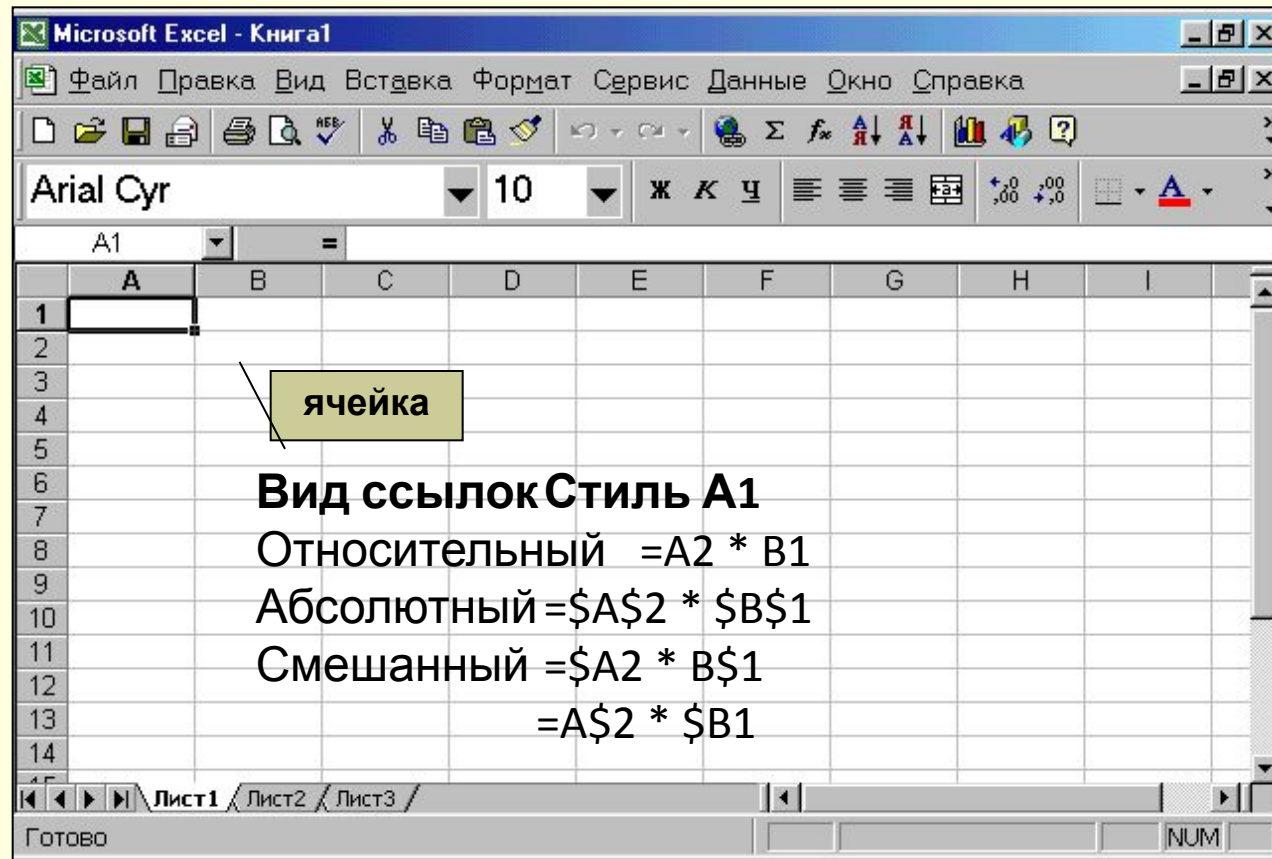 Microsoft Excel - Книга1
Файл Правка Вид Вставка Формат Сервис Данные Окно Справка
Arial Cyr 10 Ж К Ч
A1 =
A B C D E F G H I
1
2
3
4
5
6
7
8
9
10
11
12
13
14
15
ячейка
Вид ссылок Стиль А1
Относительный =A2 * B1
Абсолютный =$A$2 * $B$1
Смешанный =$A2 * B$1
=A$2 * $B1
Лист1 Лист2 Лист3
Готово NUM